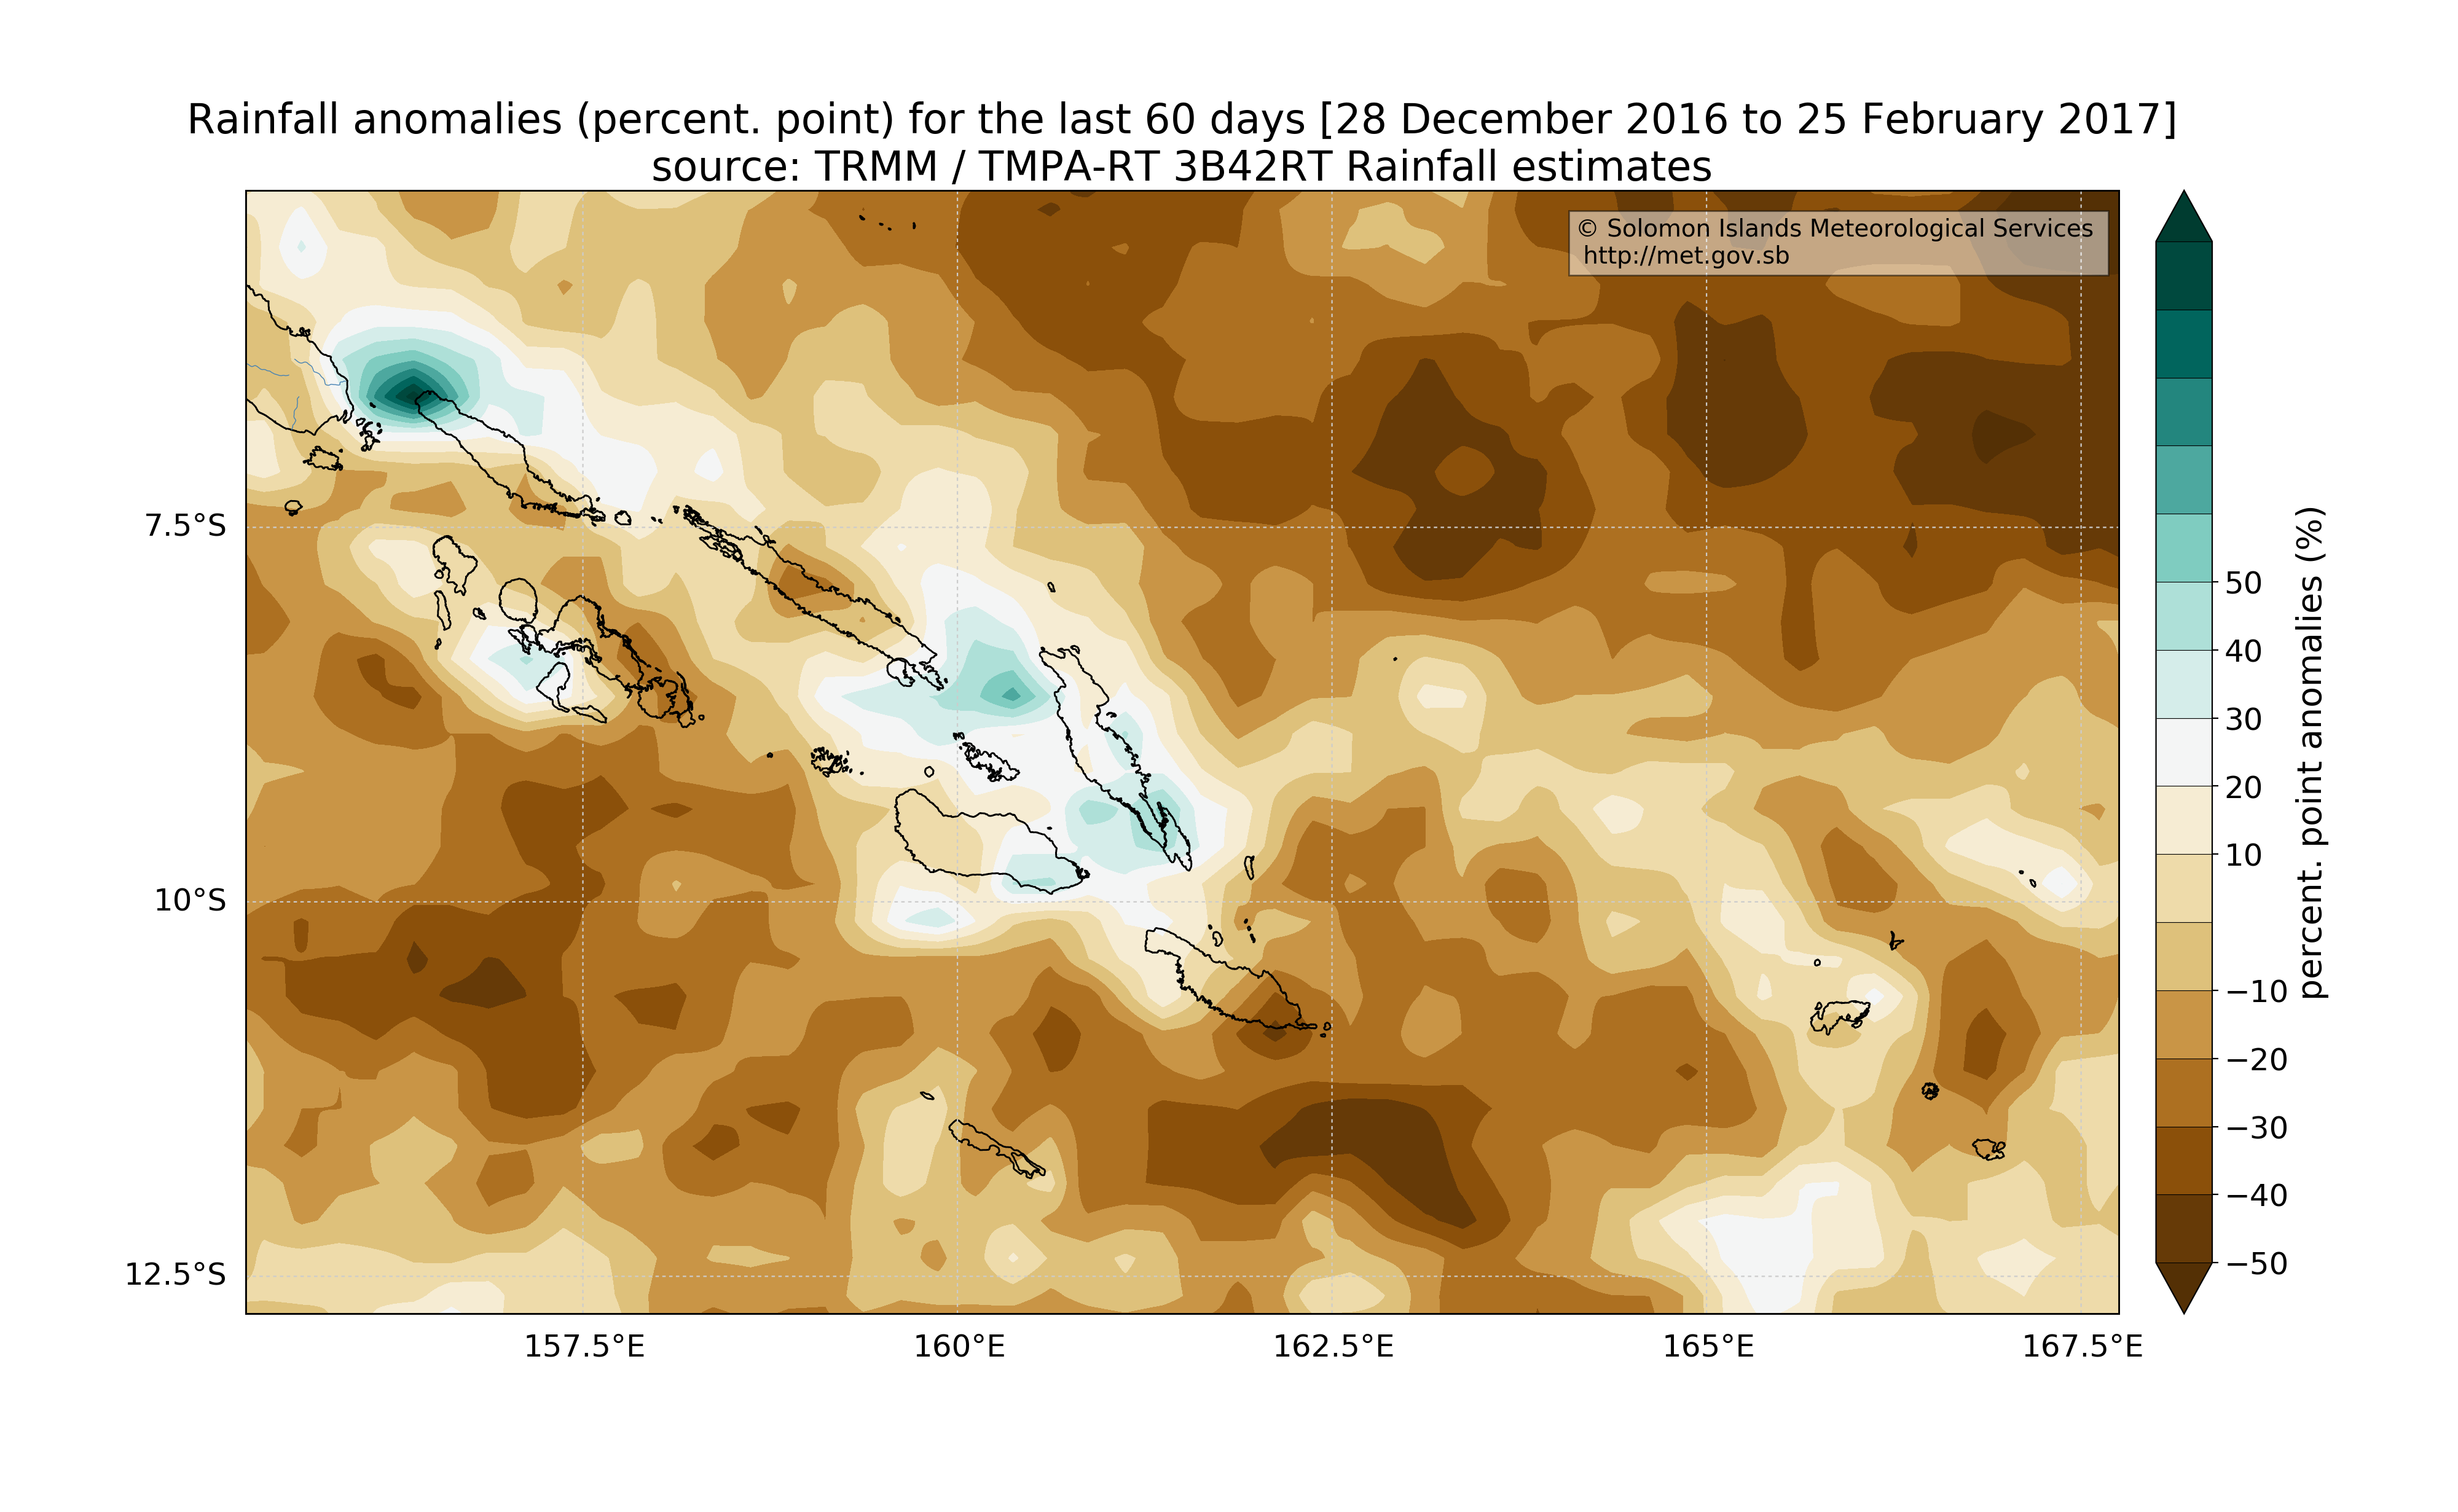 Rainfall anomalies (percent. point) for the last 60 days [28 December 2016 to 25 February 2017]
source: TRMM / TMPA-RT 3B42RT Rainfall estimates
© Solomon Islands Meteorological Services
http://met.gov.sb
7.5°S
10°S
12.5°S
157.5°E
160°E
162.5°E
165°E
167.5°E
50
40
30
20
10
−10
−20
−30
−40
−50
percent. point anomalies (%)